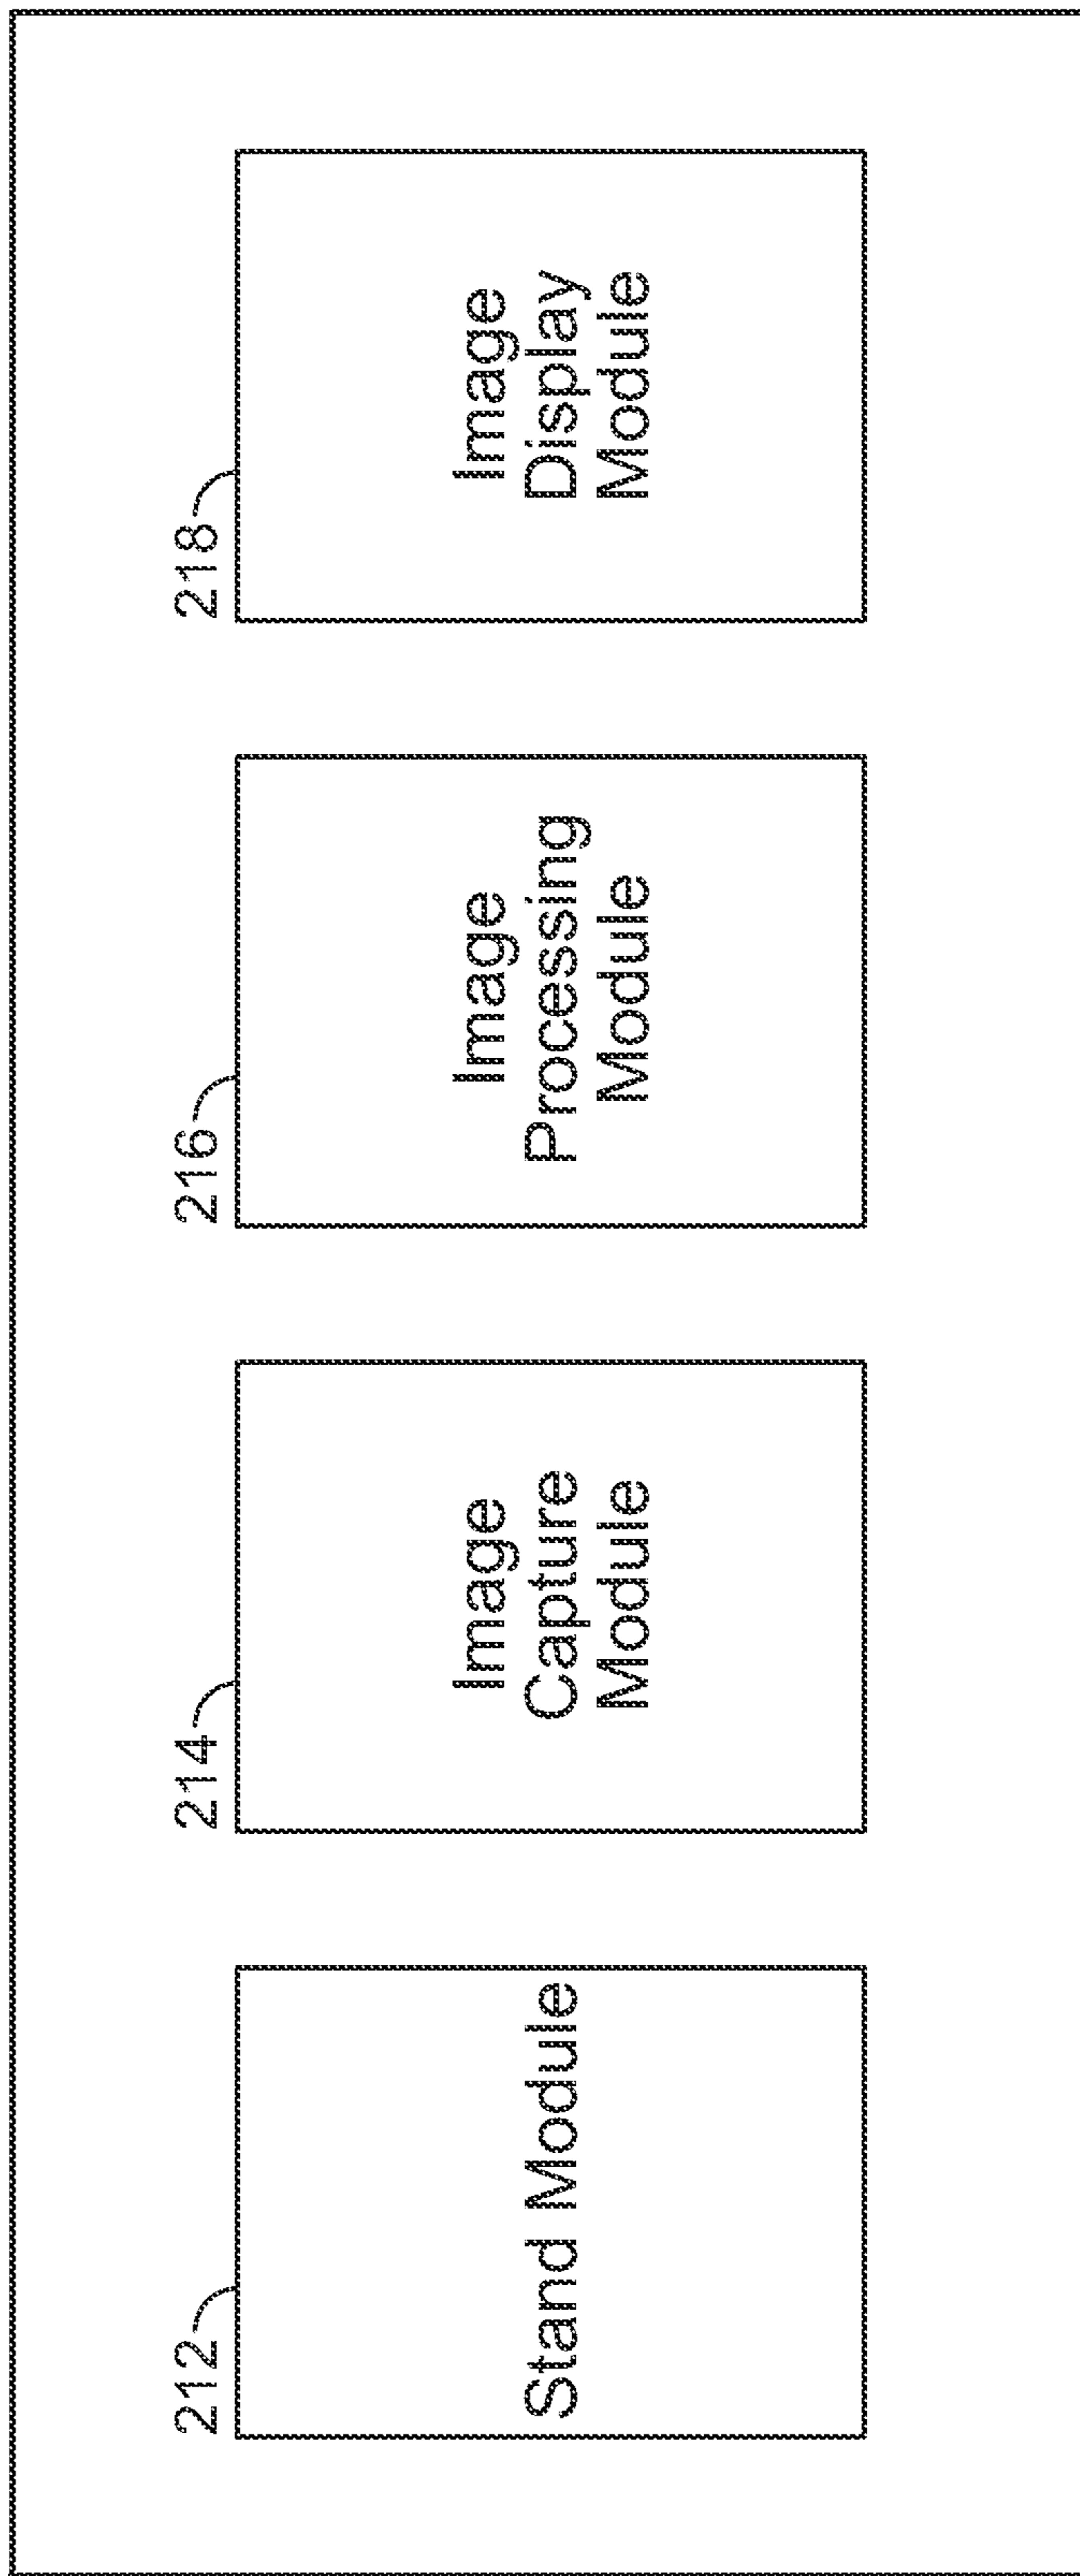 212
Stand Module
214
Image
Capture
Module
216
Image
Processing
Module
218
Image
Display
Module